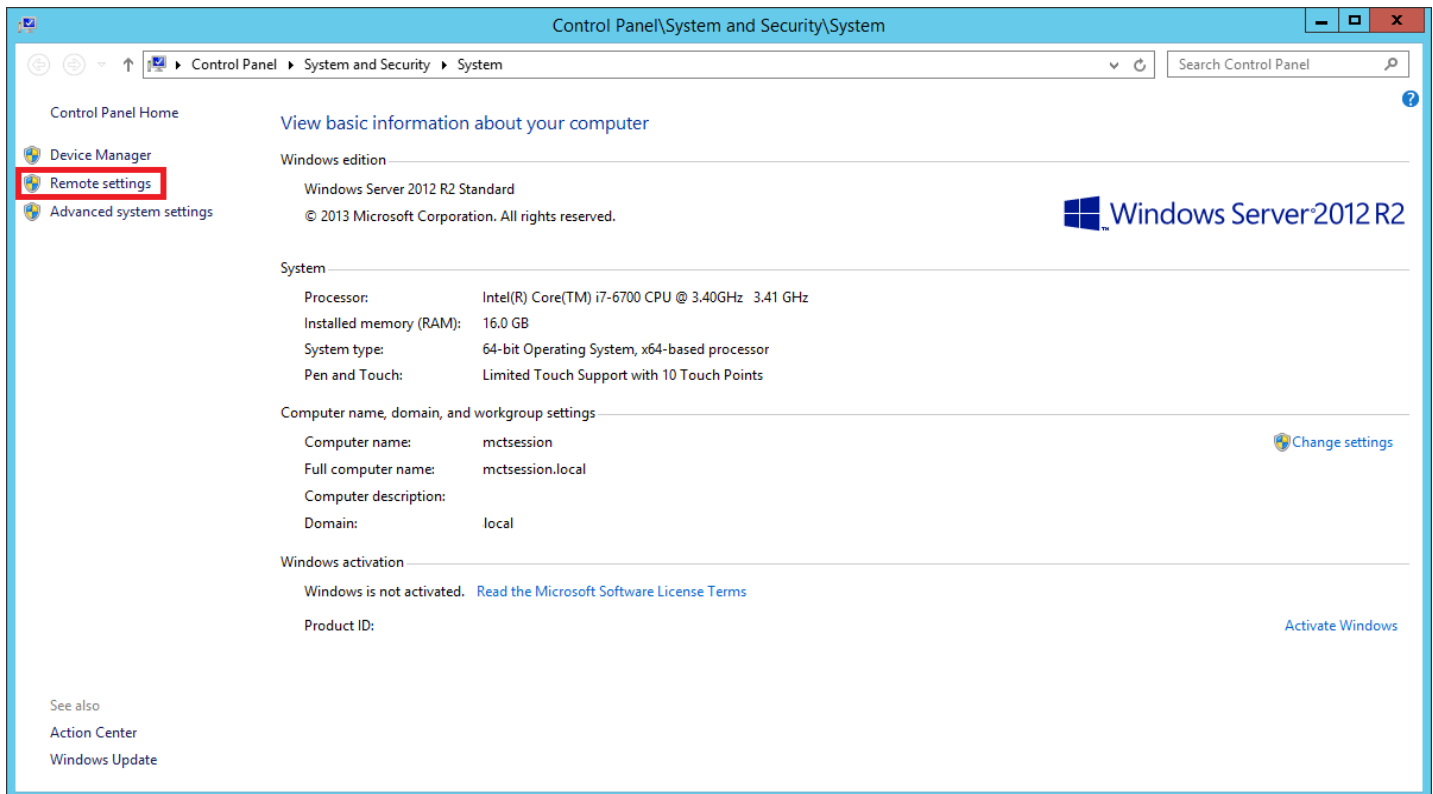 Control Panel\System and Security\System
Control Panel System and Security System
Search Control Panel
Control Panel Home
Device Manager
Remote settings
Advanced system settings
View basic information about your computer
Windows edition
Windows Server 2012 R2 Standard
© 2013 Microsoft Corporation. All rights reserved.
Windows Server 2012 R2
System
Processor: Intel(R) Core(TM) i7-6700 CPU @ 3.40GHz 3.41 GHz
Installed memory (RAM): 16.0 GB
System type: 64-bit Operating System, x64-based processor
Pen and Touch: Limited Touch Support with 10 Touch Points
Computer name, domain, and workgroup settings
Computer name: mctsession Change settings
Full computer name: mctsession.local
Computer description:
Domain: local
Windows activation
Windows is not activated. Read the Microsoft Software License Terms
Product ID: Activate Windows
See also
Action Center
Windows Update